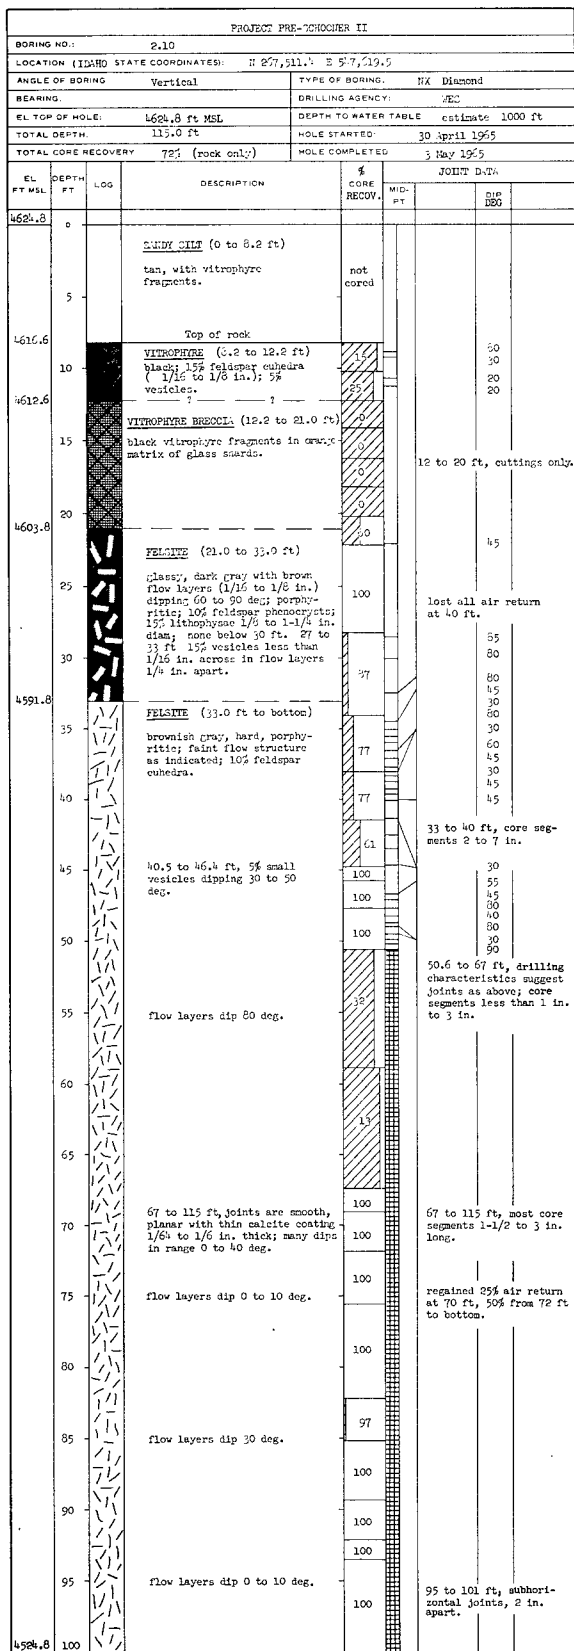 PROJECT PRE-SCHOONER II
BORING NO.: 2.10
LOCATION (IDAHO STATE COORDINATES):
ANGLE OF BORING Vertical TYPE OF BORING. NX Diamond
BEARING. DRILLING AGENCY:
EL TOP OF HOLE: 4624.8 ft MSL DEPTH TO WATER TABLE estimate 1000 ft
TOTAL DEPTH. 115.0 ft HOLE STARTED: 30 April 1965
TOTAL CORE RECOVERY 72% (rock only) HOLE COMPLETED 3 May 1965
EL FT MSL DEPTH FT LOG DESCRIPTION % CORE RECOV. JOINT DATA
MID-PT DIP DEG
4624.8 0
SANDY SILT (0 to 8.2 ft)
tan, with vitrophyre
fragments.
not
cored
5
Top of rock
4616.6
VITROPHYRE (8.2 to 12.2 ft)
black; 15% feldspar euhedra
( 1/16 to 1/8 in.); 5%
vesicles.
10 15 30
25 20
20
? ?
4612.6
VITROPHYRE BRECCIA (12.2 to 21.0 ft)
black vitrophyre fragments in orange
matrix of glass shards.
0
15 0
0
12 to 20 ft, cuttings only.
0
20
4603.8
45
FELSITE (21.0 to 33.0 ft)
glassy, dark gray with brown
flow layers (1/16 to 1/8 in.)
dipping 60 to 90 deg; porphy-
ritic; 10% feldspar phenocrysts;
15% lithophysae 1/8 to 1-1/4 in.
diam; none below 30 ft. 27 to
33 ft 15% vesicles less than
1/16 in. across in flow layers
1/4 in. apart.
25 100
lost all air return
at 40 ft.
30
80
80
45
30
80
4591.8
FELSITE (33.0 ft to bottom)
brownish gray, hard, porphy-
ritic; faint flow structure
as indicated; 10% feldspar
euhedra.
35
77
30
60
45
30
45
40 77 45
33 to 40 ft, core seg-
ments 2 to 7 in.
61
40.5 to 46.4 ft, 5% small
vesicles dipping 30 to 50
deg.
45 100
100
30
55
45
80
40
80
30
90
50 100
50.6 to 67 ft, drilling
characteristics suggest
joints as above; core
segments less than 1 in.
to 3 in.
32
flow layers dip 80 deg.
55
60
13
65
100
67 to 115 ft, joints are smooth,
planar with thin calcite coating
1/64 to 1/6 in. thick; many dips
in range 0 to 40 deg.
67 to 115 ft, most core
segments 1-1/2 to 3 in.
long.
70 100
100
flow layers dip 0 to 10 deg.
75
regained 25% air return
at 70 ft, 50% from 72 ft
to bottom.
100
80
97
flow layers dip 30 deg.
85
100
90
100
100
flow layers dip 0 to 10 deg.
95
100
95 to 101 ft, subhori-
zontal joints, 2 in.
apart.
4524.8 100